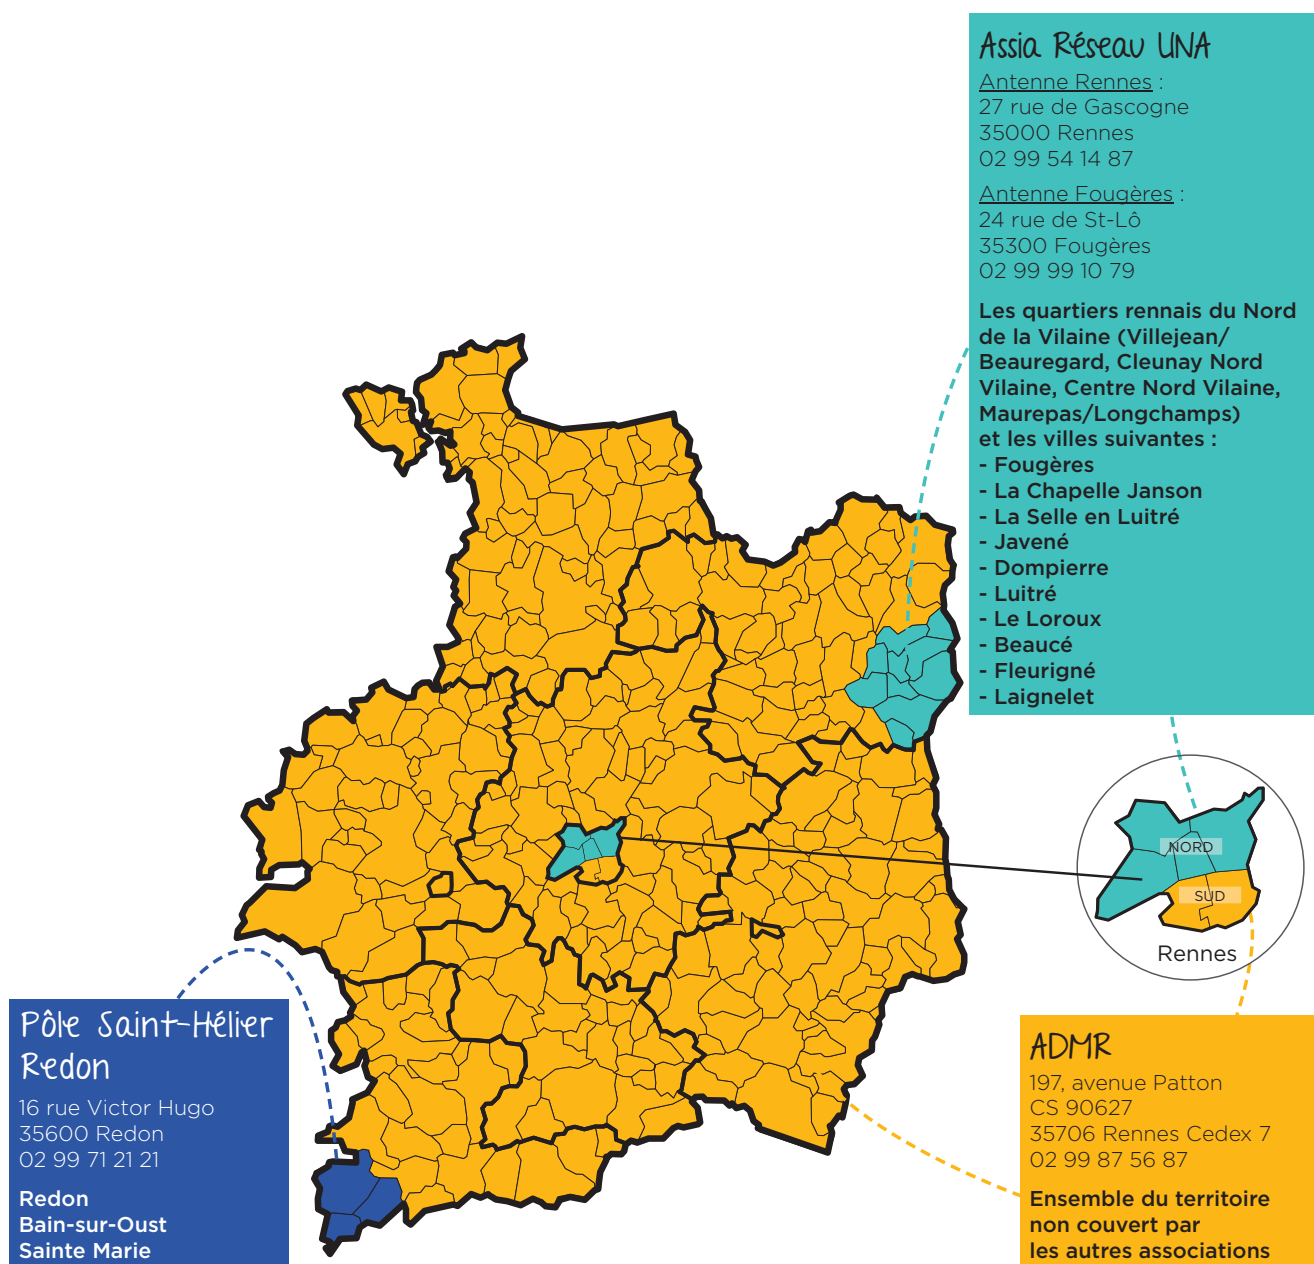 Assia Réseau UNA
Antenne Rennes :
27 rue de Gascogne
35000 Rennes
02 99 54 14 87
Antenne Fougères :
24 rue de St-Lô
35300 Fougères
02 99 99 10 79
Les quartiers rennais du Nord
de la Vilaine (Villejean/
Beauregard, Cleunay Nord
Vilaine, Centre Nord Vilaine,
Maurepas/Longchamps)
et les villes suivantes :
- Fougères
- La Chapelle Janson
- La Selle en Luitré
- Javené
- Dompierre
- Luitré
- Le Loroux
- Beaucé
- Fleurigné
- Laignelet
NORD
SUD
Rennes
Pôle Saint-Hélier
Redon
16 rue Victor Hugo
35600 Redon
02 99 71 21 21
Redon
Bain-sur-Oust
Sainte Marie
ADMR
197, avenue Patton
CS 90627
35706 Rennes Cedex 7
02 99 87 56 87
Ensemble du territoire
non couvert par
les autres associations